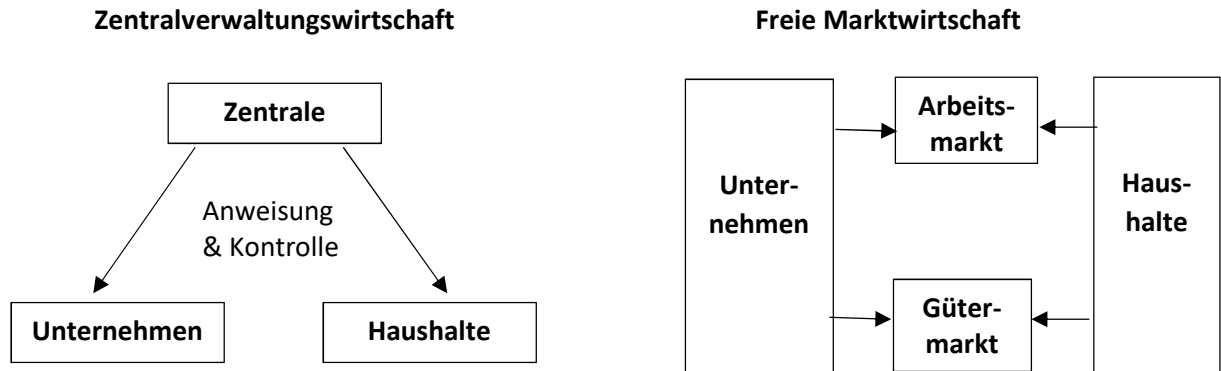 Zentralverwaltungswirtschaft
Zentrale
Anweisung
& Kontrolle
Unternehmen
Haushalte
Freie Marktwirtschaft
Arbeits-
markt
Unter-
nehmen
Haus-
halte
Güter-
markt